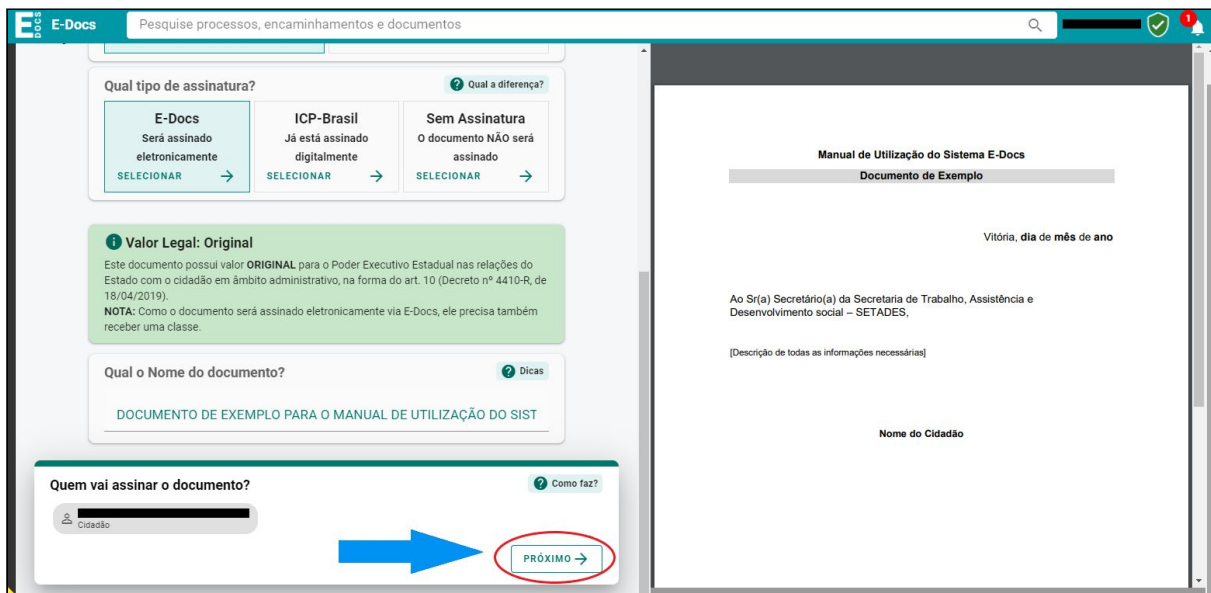 E DOCS E-Docs Pesquise processos, encaminhamentos e documentos 1
Qual tipo de assinatura? ? Qual a diferença?
E-Docs
Será assinado
eletronicamente
SELECIONAR
ICP-Brasil
Já está assinado
digitalmente
SELECIONAR
Sem Assinatura
O documento NÃO será
assinado
SELECIONAR
Valor Legal: Original
Este documento possui valor ORIGINAL para o Poder Executivo Estadual nas relações do
Estado com o cidadão em âmbito administrativo, na forma do art. 10 (Decreto nº 4410-R, de
18/04/2019).
NOTA: Como o documento será assinado eletronicamente via E-Docs, ele precisa também
receber uma classe.
Qual o Nome do documento? ? Dicas
DOCUMENTO DE EXEMPLO PARA O MANUAL DE UTILIZAÇÃO DO SIST
Quem vai assinar o documento? ? Como faz?
Cidadão
PRÓXIMO
Manual de Utilização do Sistema E-Docs
Documento de Exemplo
Vitória, dia de mês de ano
Ao Sr(a) Secretário(a) da Secretaria de Trabalho, Assistência e
Desenvolvimento social – SETADES,
[Descrição de todas as informações necessárias]
Nome do Cidadão